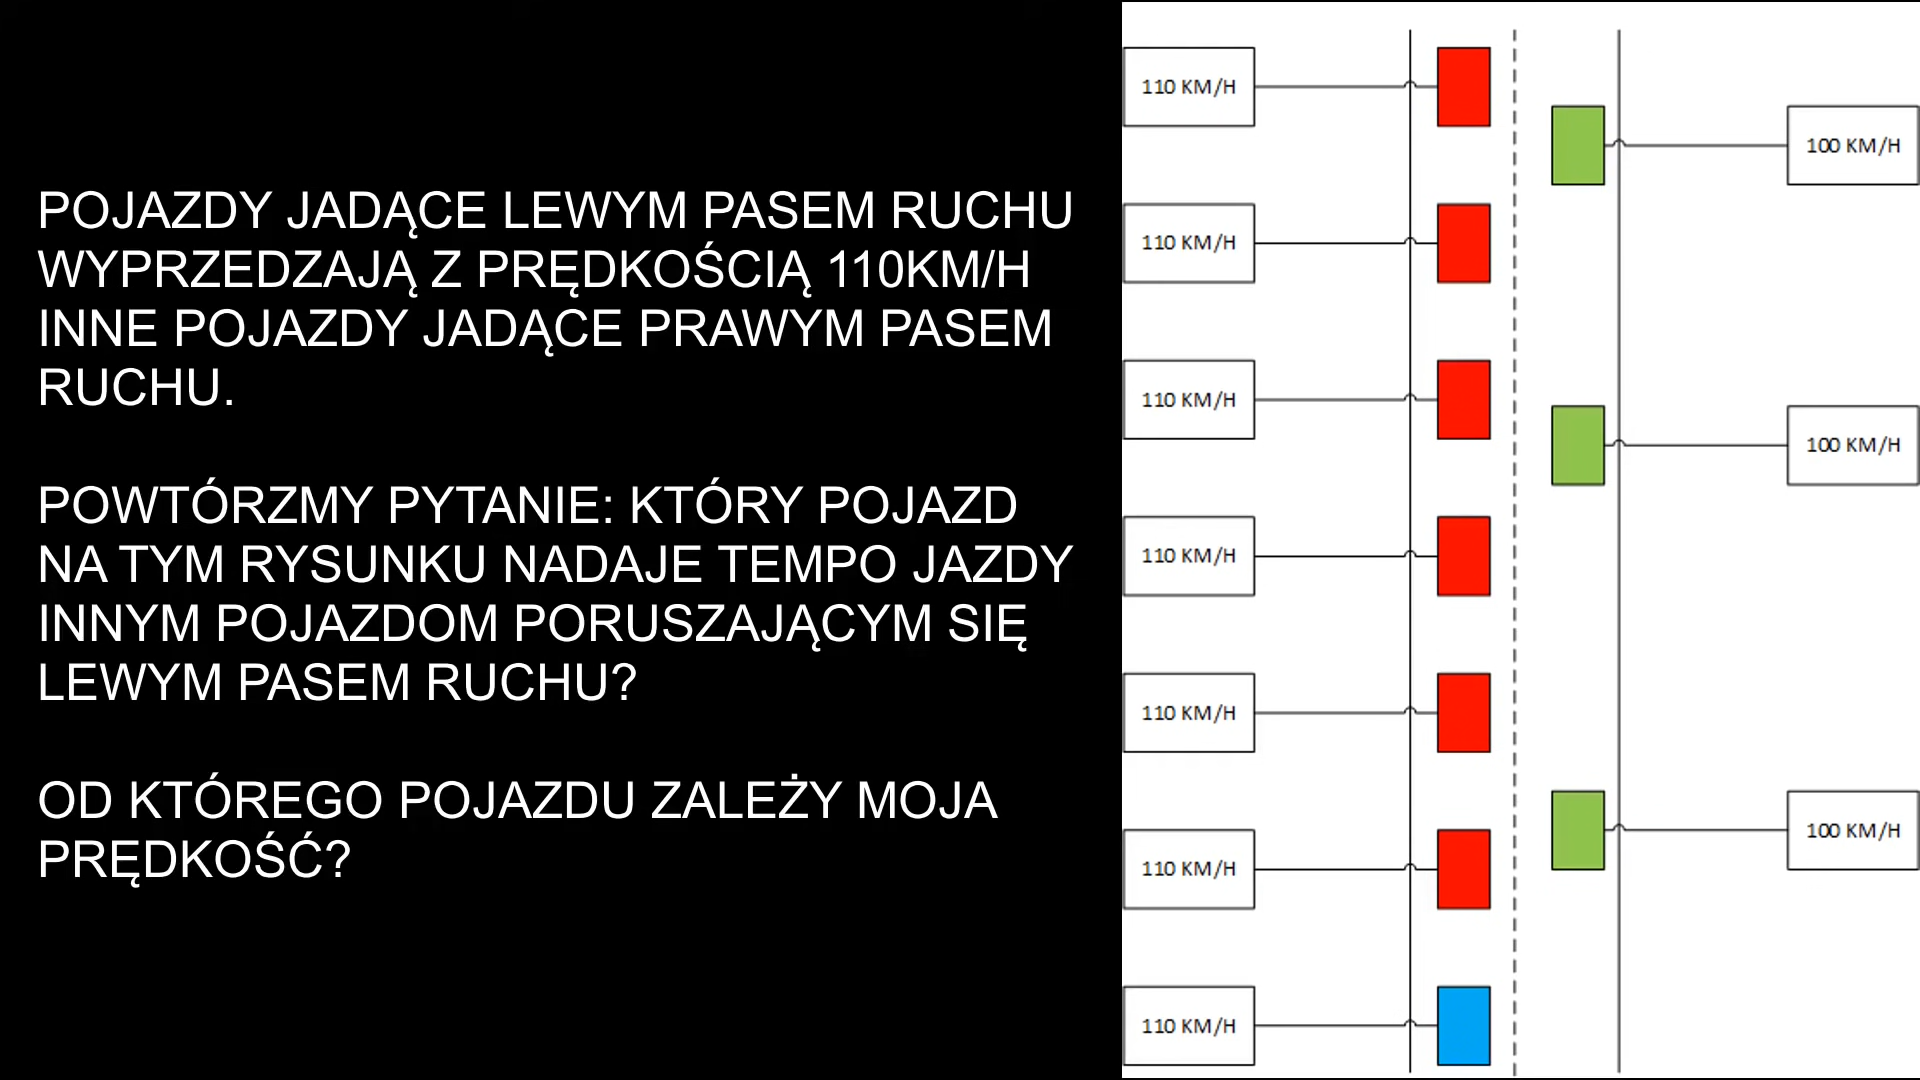 POJAZDY JADĄCE LEWYM PASEM RUCHU
WYPRZEDZAJĄ Z PRĘDKOŚCIĄ 110KM/H
INNE POJAZDY JADĄCE PRAWYM PASEM
RUCHU.
POWTÓRZMY PYTANIE: KTÓRY POJAZD
NA TYM RYSUNKU NADAJE TEMPO JAZDY
INNYM POJAZDOM PORUSZAJĄCYM SIĘ
LEWYM PASEM RUCHU?
OD KTÓREGO POJAZDU ZALEŻY MOJA
PRĘDKOŚĆ?
110 KM/H
100 KM/H
110 KM/H
110 KM/H
100 KM/H
110 KM/H
110 KM/H
100 KM/H
110 KM/H
110 KM/H